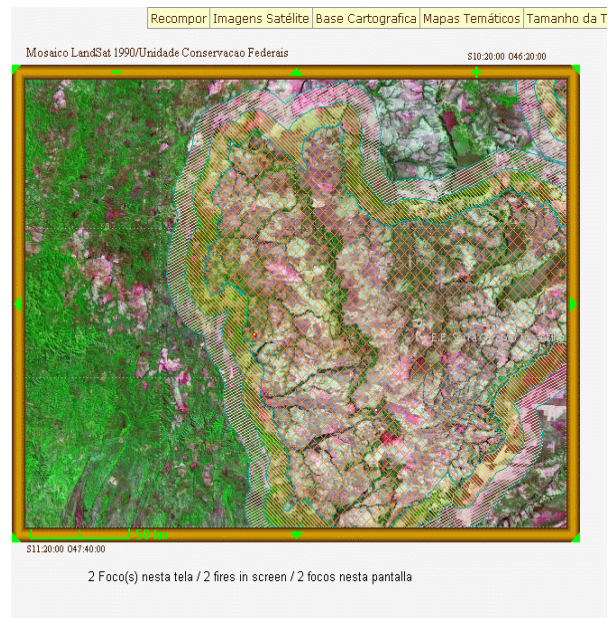 Recompor Imagens Satélite Base Cartografica Mapas Temáticos Tamanho da T
Mosaico LandSat 1990/Unidade Conservacao Federais
S10:20:00 O46:20:00
50 km
S11:20:00 O47:40:00
2 Foco(s) nesta tela / 2 fires in screen / 2 focos nesta pantalla